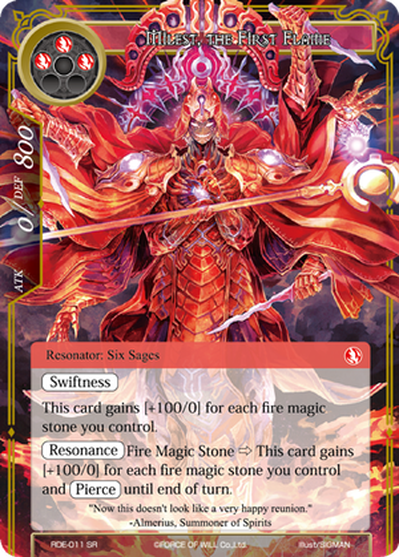 Milest, the First Flame
ATK 0 / DEF 800
Resonator: Six Sages
Swiftness
This card gains [+100/0] for each fire magic
stone you control.
Resonance Fire Magic Stone ⇨ This card gains
[+100/0] for each fire magic stone you control
and Pierce until end of turn.
"Now this doesn't look like a very happy reunion."
-Almerius, Summoner of Spirits
RDE-011 SR ©FORCE OF WILL Co.,Ltd. Illust/SIGMAN